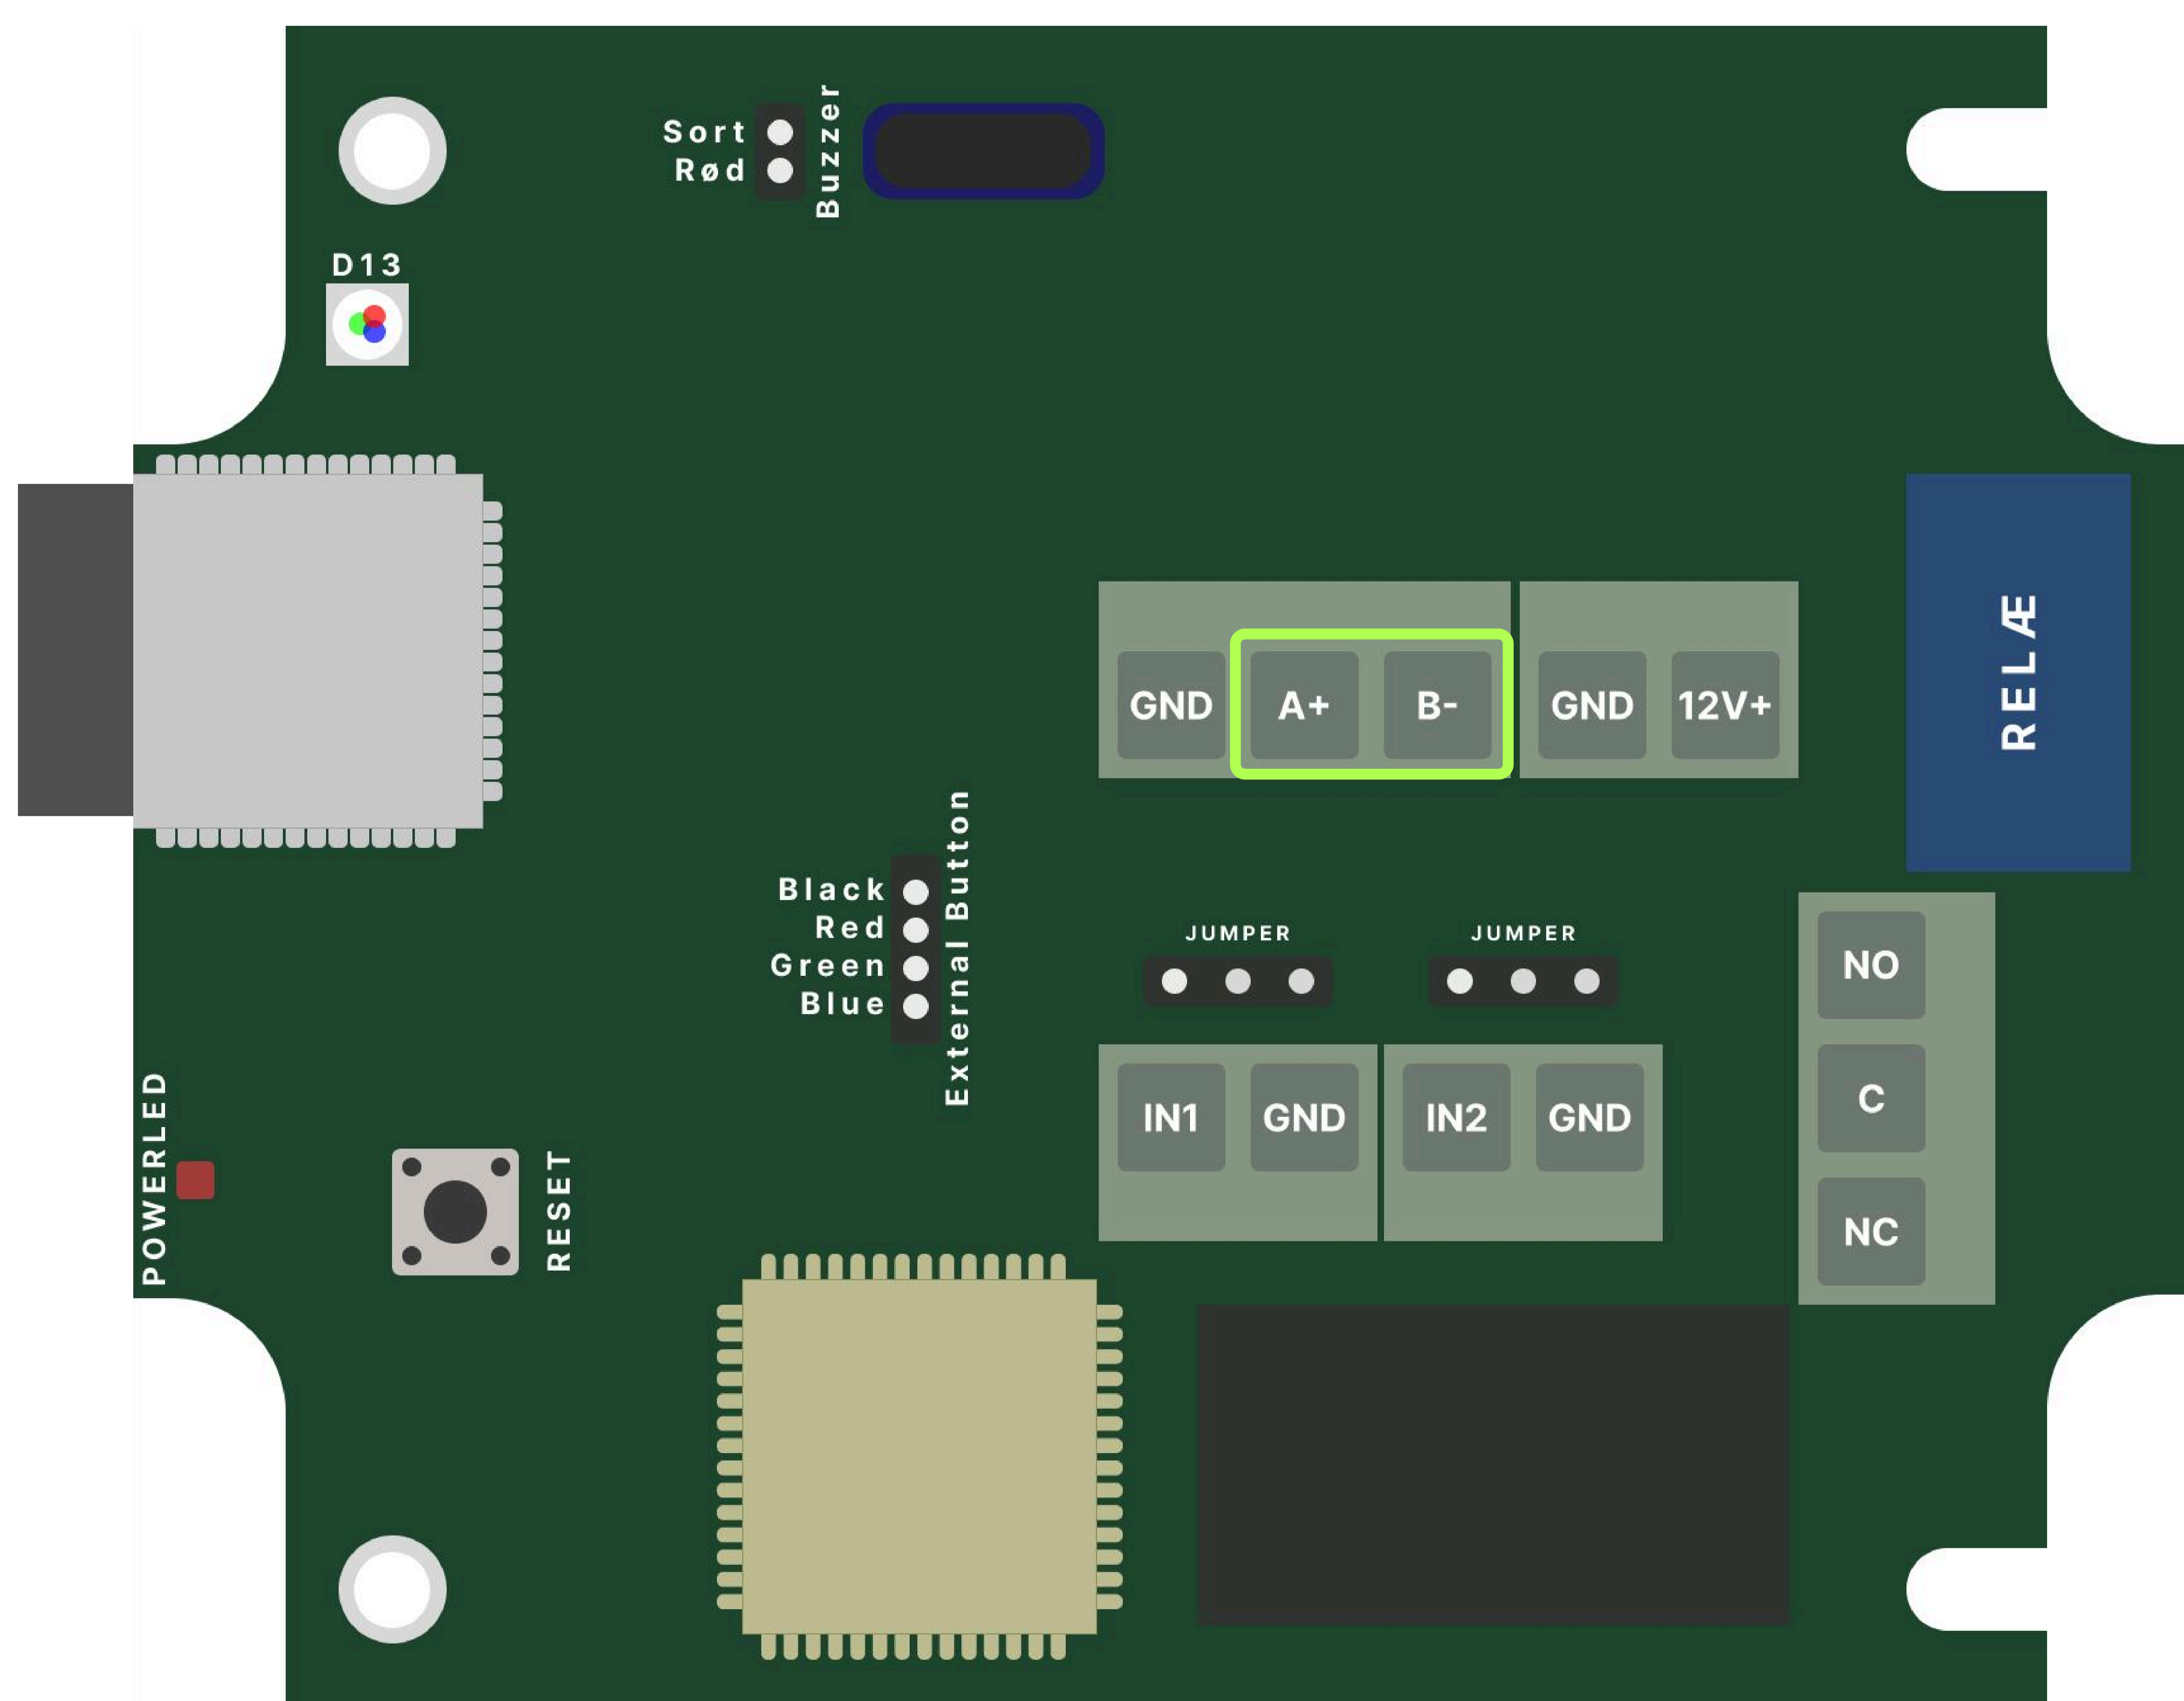 Sort
Rød
Buzzer
D13
GND
A+
B-
GND
12V+
RELÆ
Black
Red
Green
Blue
External Button
JUMPER
JUMPER
NO
C
NC
IN1
GND
IN2
GND
POWERLED
RESET